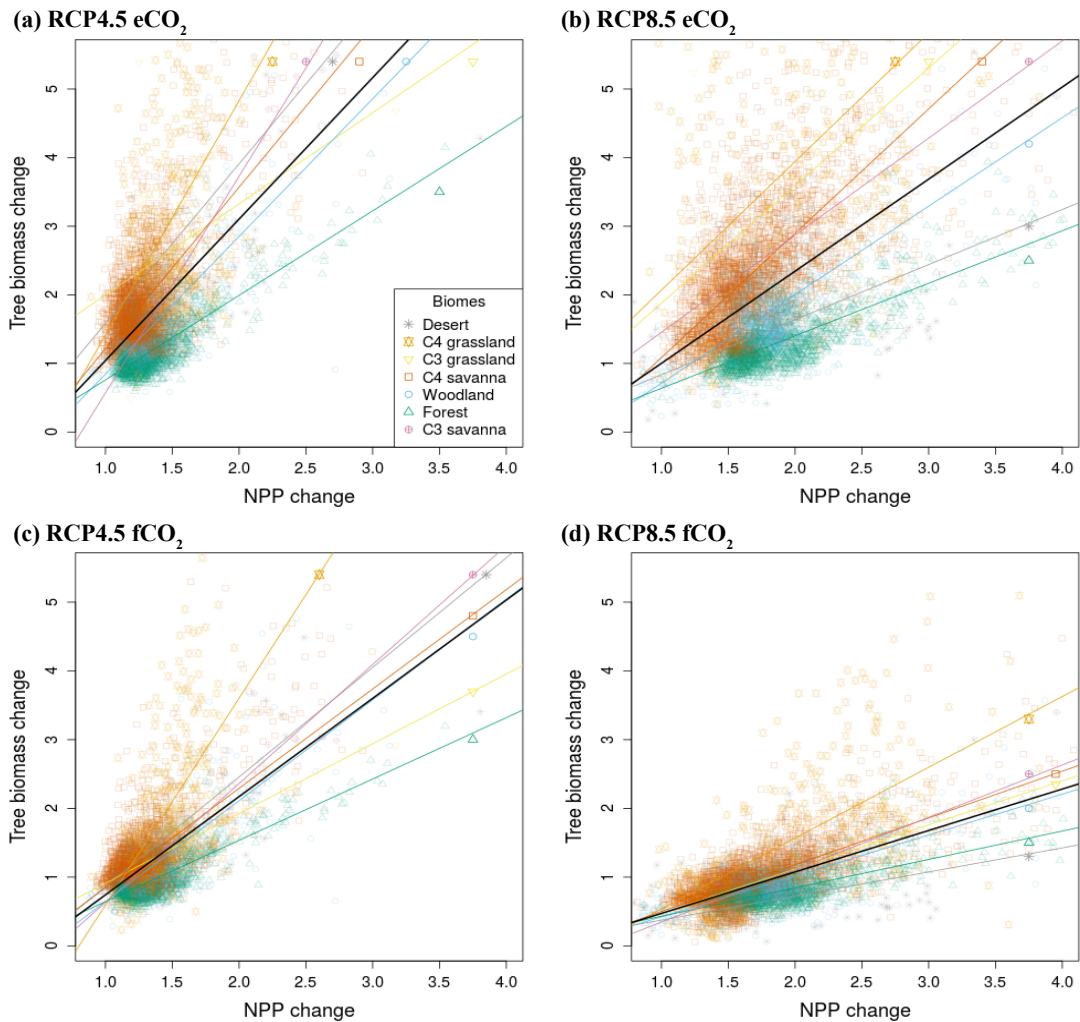 (a) RCP4.5 eCO2
Tree biomass change
0 1 2 3 4 5
1.0 1.5 2.0 2.5 3.0 3.5 4.0
NPP change
Biomes
Desert
C4 grassland
C3 grassland
C4 savanna
Woodland
Forest
C3 savanna
(b) RCP8.5 eCO2
Tree biomass change
0 1 2 3 4 5
1.0 1.5 2.0 2.5 3.0 3.5 4.0
NPP change
(c) RCP4.5 fCO2
Tree biomass change
0 1 2 3 4 5
1.0 1.5 2.0 2.5 3.0 3.5 4.0
NPP change
(d) RCP8.5 fCO2
Tree biomass change
0 1 2 3 4 5
1.0 1.5 2.0 2.5 3.0 3.5 4.0
NPP change